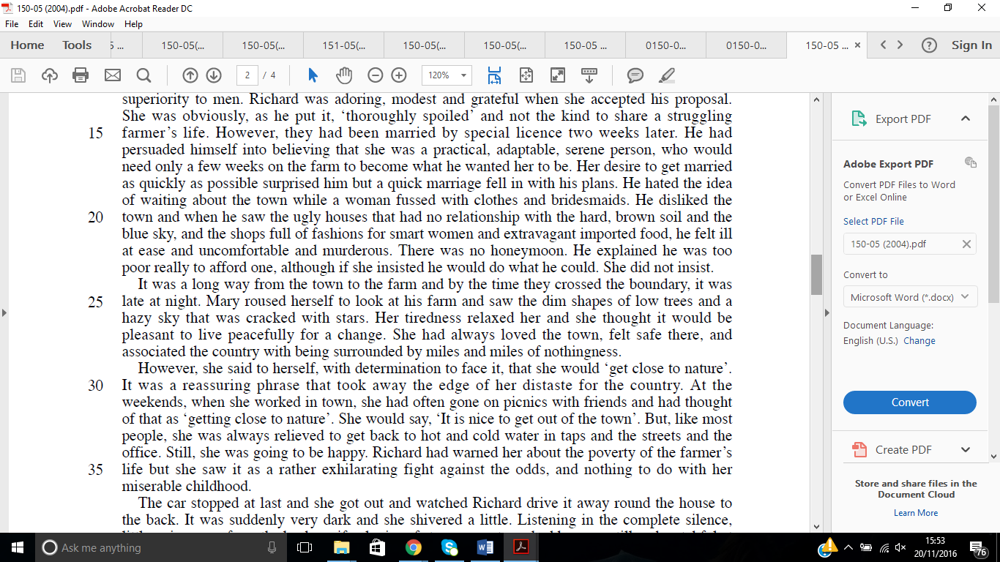 150-05 (2004).pdf - Adobe Acrobat Reader DC
File Edit View Window Help
Home Tools 5 ... 150-05(... 150-05(... 151-05(... 150-05(... 150-05(... 150-05 ... 0150-0... 0150-0... 150-05 ... Sign In
2 / 4 120%
superiority to men. Richard was adoring, modest and grateful when she accepted his proposal.
She was obviously, as he put it, ‘thoroughly spoiled’ and not the kind to share a struggling
15 farmer’s life. However, they had been married by special licence two weeks later. He had
persuaded himself into believing that she was a practical, adaptable, serene person, who would
need only a few weeks on the farm to become what he wanted her to be. Her desire to get married
as quickly as possible surprised him but a quick marriage fell in with his plans. He hated the idea
of waiting about the town while a woman fussed with clothes and bridesmaids. He disliked the
20 town and when he saw the ugly houses that had no relationship with the hard, brown soil and the
blue sky, and the shops full of fashions for smart women and extravagant imported food, he felt ill
at ease and uncomfortable and murderous. There was no honeymoon. He explained he was too
poor really to afford one, although if she insisted he would do what he could. She did not insist.
It was a long way from the town to the farm and by the time they crossed the boundary, it was
25 late at night. Mary roused herself to look at his farm and saw the dim shapes of low trees and a
hazy sky that was cracked with stars. Her tiredness relaxed her and she thought it would be
pleasant to live peacefully for a change. She had always loved the town, felt safe there, and
associated the country with being surrounded by miles and miles of nothingness.
However, she said to herself, with determination to face it, that she would ‘get close to nature’.
30 It was a reassuring phrase that took away the edge of her distaste for the country. At the
weekends, when she worked in town, she had often gone on picnics with friends and had thought
of that as ‘getting close to nature’. She would say, ‘It is nice to get out of the town’. But, like most
people, she was always relieved to get back to hot and cold water in taps and the streets and the
office. Still, she was going to be happy. Richard had warned her about the poverty of the farmer’s
35 life but she saw it as a rather exhilarating fight against the odds, and nothing to do with her
miserable childhood.
The car stopped at last and she got out and watched Richard drive it away round the house to
the back. It was suddenly very dark and she shivered a little. Listening in the complete silence,
Export PDF
Adobe Export PDF
Convert PDF Files to Word
or Excel Online
Select PDF File
150-05 (2004).pdf
Convert to
Microsoft Word (*.docx)
Document Language:
English (U.S.) Change
Convert
Create PDF
Store and share files in the
Document Cloud
Learn More
Ask me anything
15:53
20/11/2016
76